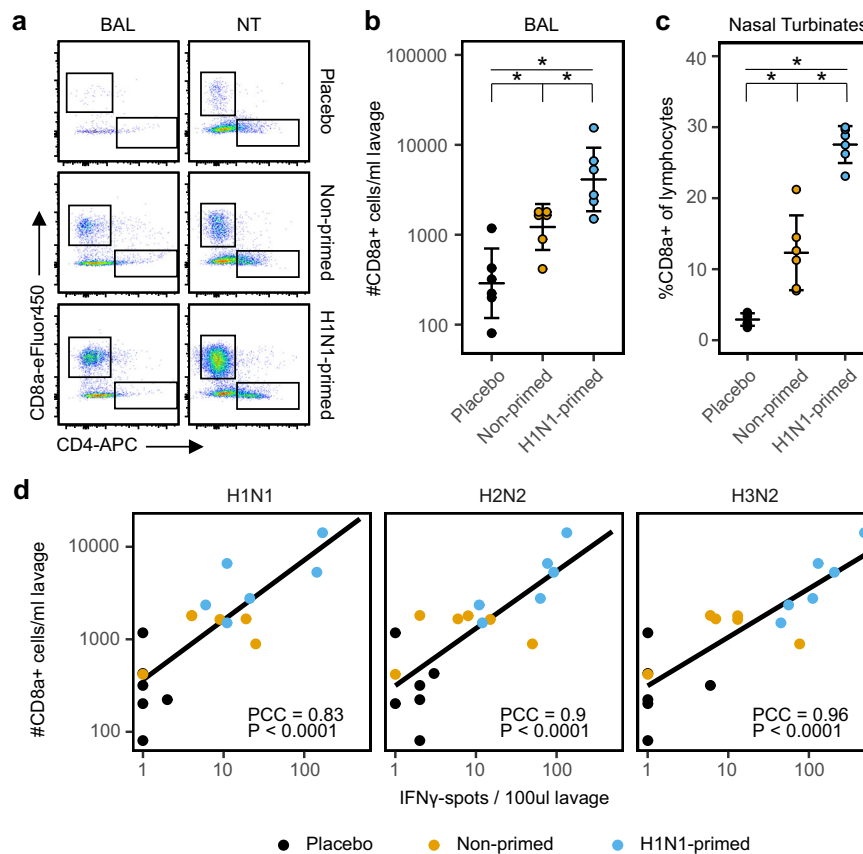 a
BAL
NT
Placebo
Non-primed
H1N1-primed
CD8a-eFluor450
CD4-APC
b
BAL
#CD8a+ cells/ml lavage
100000
10000
1000
100
* * *
Placebo
Non-primed
H1N1-primed
c
Nasal Turbinates
%CD8a+ of lymphocytes
40
30
20
10
0
* * *
Placebo
Non-primed
H1N1-primed
d
H1N1
H2N2
H3N2
#CD8a+ cells/ml lavage
10000
1000
100
PCC = 0.83
P < 0.0001
PCC = 0.9
P < 0.0001
PCC = 0.96
P < 0.0001
1 10 100
1 10 100
1 10 100
IFNγ-spots / 100ul lavage
Placebo
Non-primed
H1N1-primed